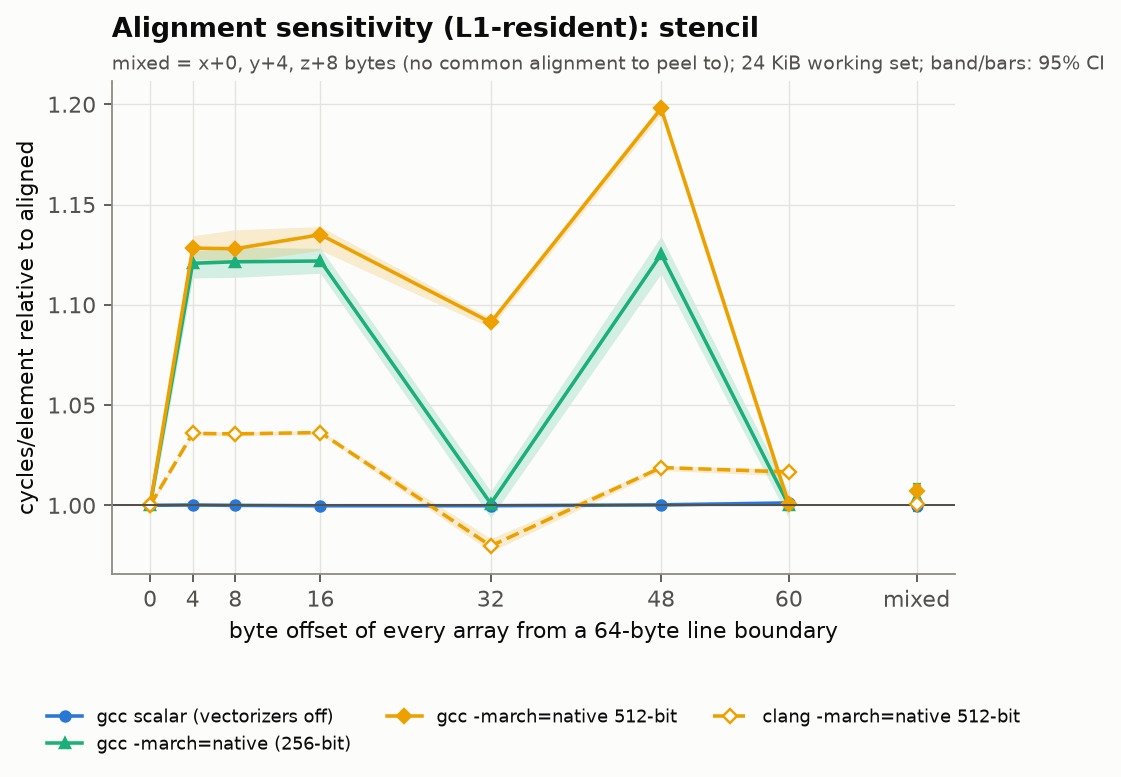 Alignment sensitivity (L1-resident): stencil
mixed = x+0, y+4, z+8 bytes (no common alignment to peel to); 24 KiB working set; band/bars: 95% CI
cycles/element relative to aligned
1.20
1.15
1.10
1.05
1.00
0 4 8 16 32 48 60 mixed
byte offset of every array from a 64-byte line boundary
gcc scalar (vectorizers off)
gcc -march=native (256-bit)
gcc -march=native 512-bit
clang -march=native 512-bit